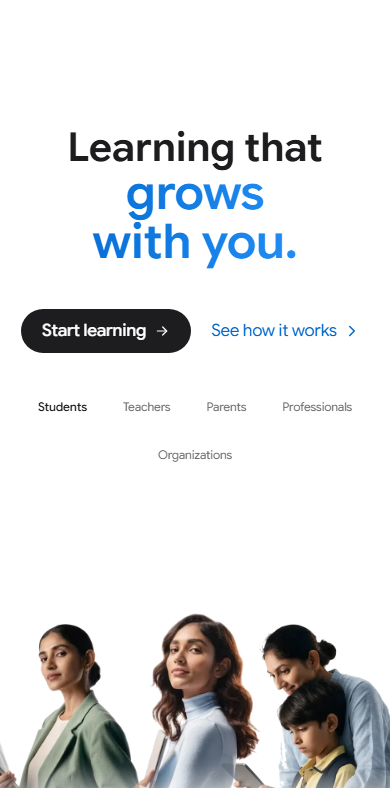 Learning that
grows
with you.
Start learning →
See how it works >
Students Teachers Parents Professionals
Organizations